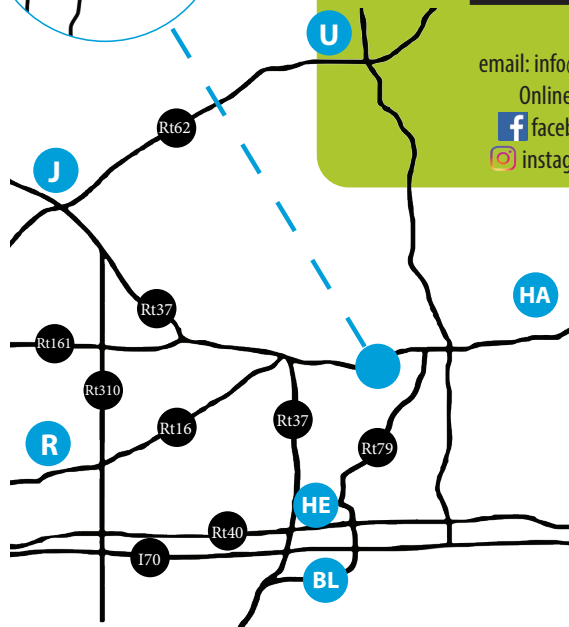 U
email: info@
Online
faceb
instag
Rt62
J
HA
Rt37
Rt161
Rt310
Rt37
Rt16
R
Rt79
HE
Rt40
I70
BL